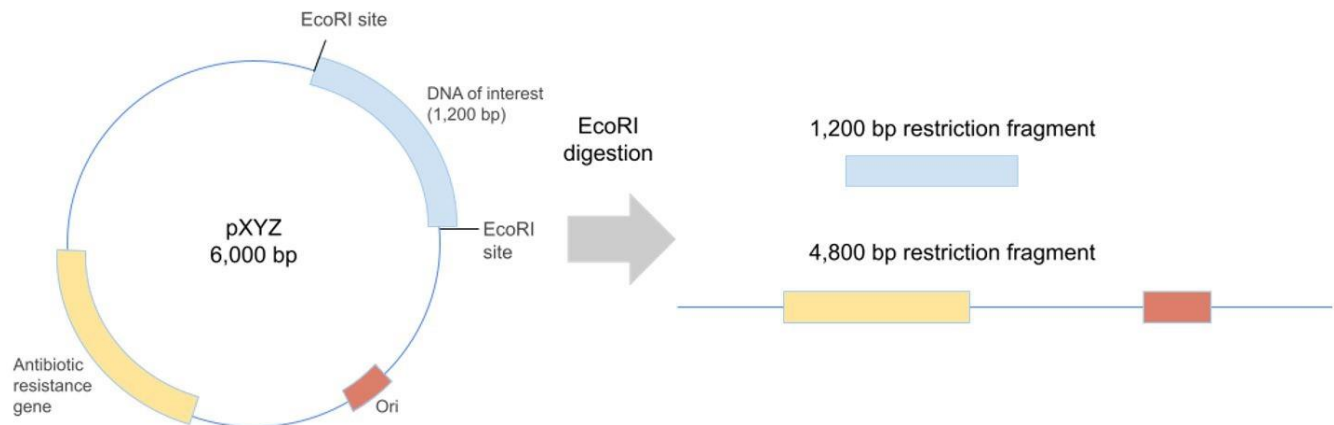 EcoRI site
DNA of interest
(1,200 bp)
EcoRI
digestion
1,200 bp restriction fragment
pXYZ
6,000 bp
EcoRI
site
4,800 bp restriction fragment
Antibiotic
resistance
gene
Ori